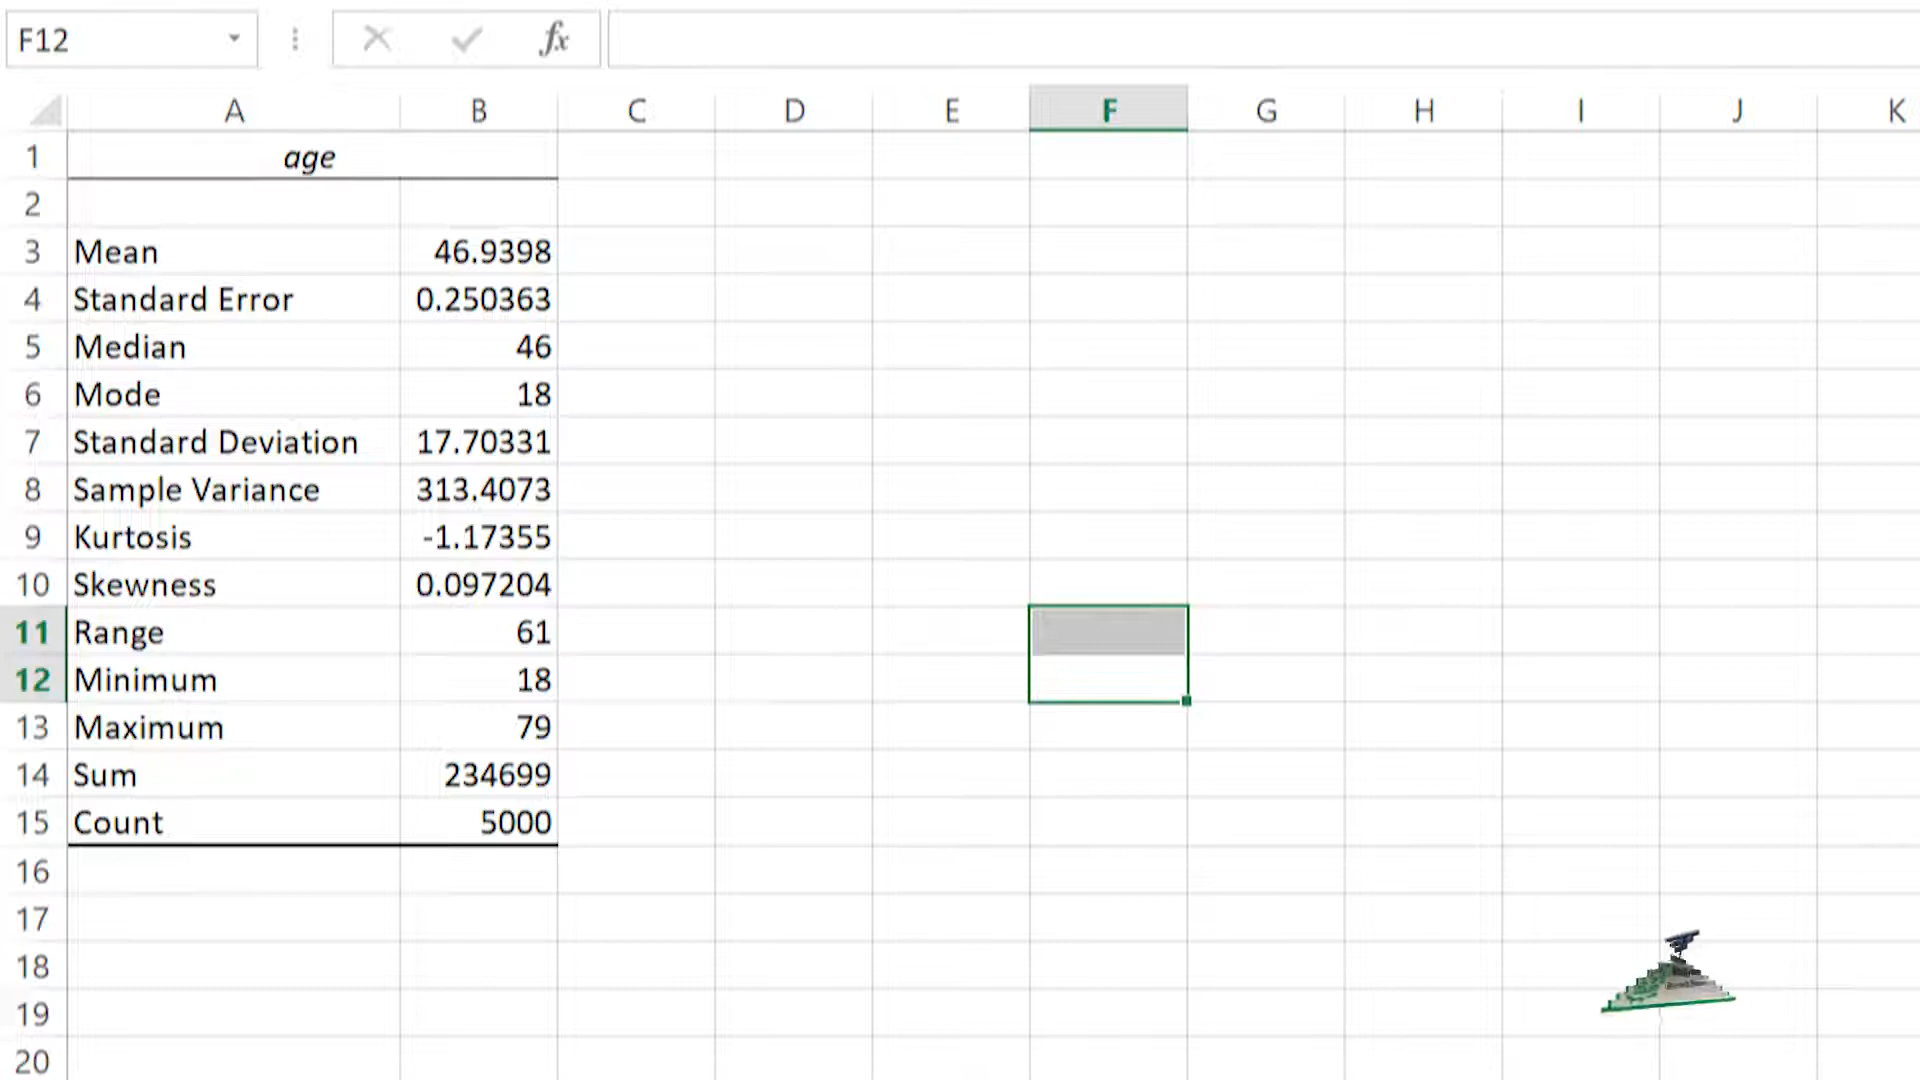 F12 fx
A B C D E F G H I J K
1 age
2
3 Mean 46.9398
4 Standard Error 0.250363
5 Median 46
6 Mode 18
7 Standard Deviation 17.70331
8 Sample Variance 313.4073
9 Kurtosis -1.17355
10 Skewness 0.097204
11 Range 61
12 Minimum 18
13 Maximum 79
14 Sum 234699
15 Count 5000
16
17
18
19
20